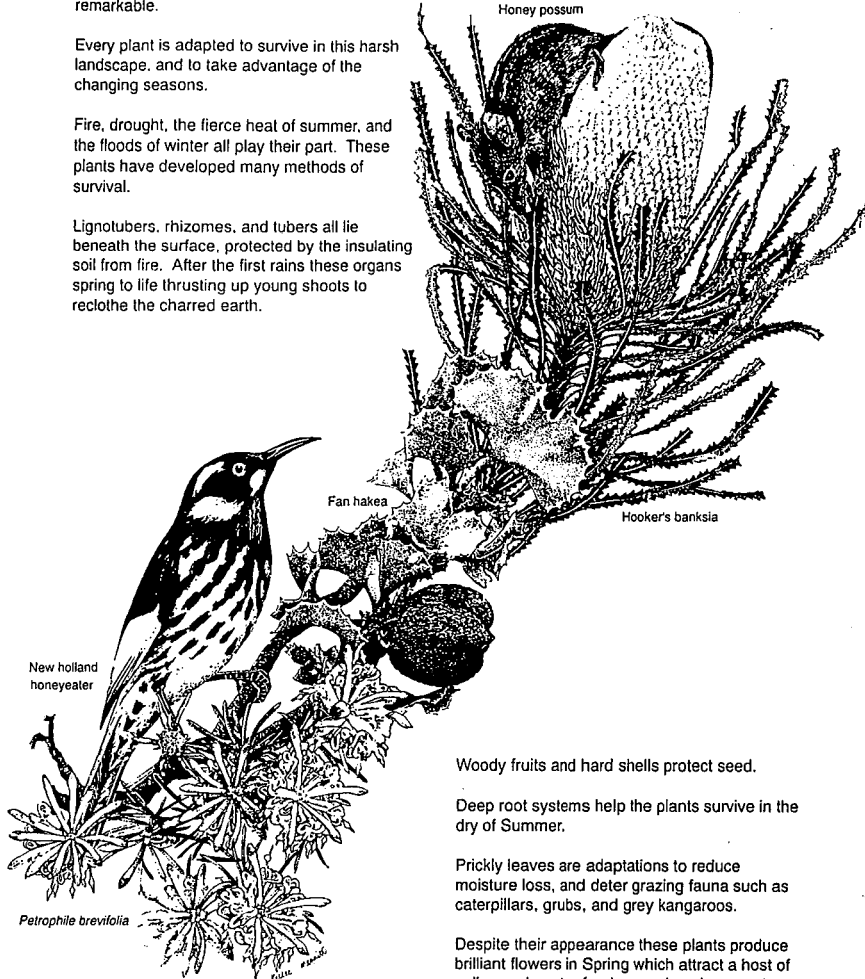 remarkable.
Every plant is adapted to survive in this harsh
landscape, and to take advantage of the
changing seasons.
Fire, drought, the fierce heat of summer, and
the floods of winter all play their part. These
plants have developed many methods of
survival.
Lignotubers, rhizomes, and tubers all lie
beneath the surface, protected by the insulating
soil from fire. After the first rains these organs
spring to life thrusting up young shoots to
reclothe the charred earth.
Honey possum
Fan hakea
Hooker's banksia
New holland
honeyeater
Petrophile brevifolia
Woody fruits and hard shells protect seed.
Deep root systems help the plants survive in the
dry of Summer.
Prickly leaves are adaptations to reduce
moisture loss, and deter grazing fauna such as
caterpillars, grubs, and grey kangaroos.
Despite their appearance these plants produce
brilliant flowers in Spring which attract a host of